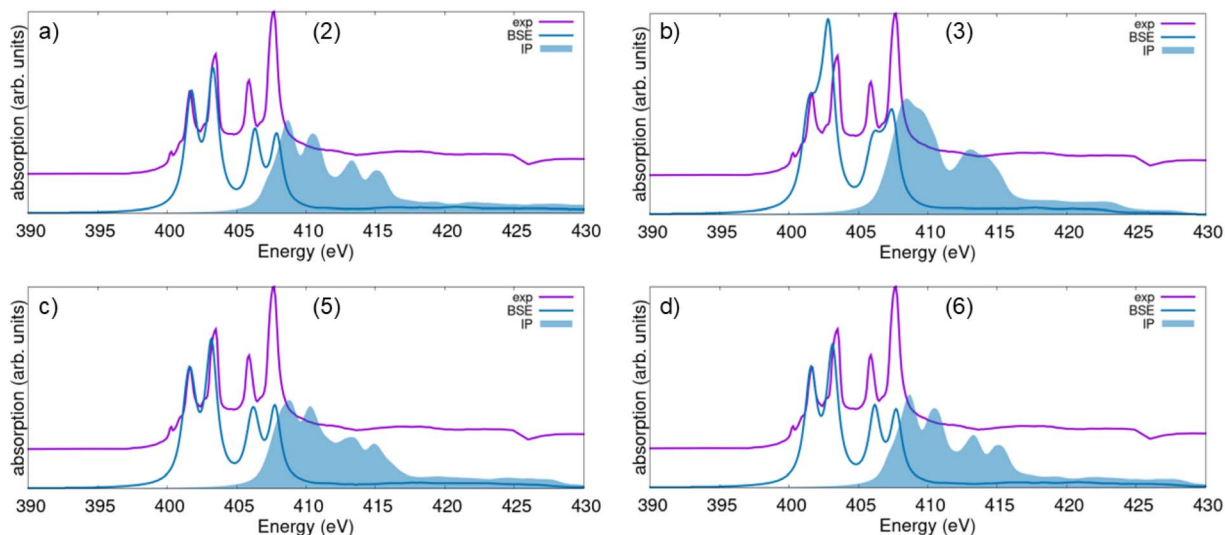 a) (2)
exp
BSE
IP
absorption (arb. units)
390 395 400 405 410 415 420 425 430
Energy (eV)
b) (3)
exp
BSE
IP
absorption (arb. units)
390 395 400 405 410 415 420 425 430
Energy (eV)
c) (5)
exp
BSE
IP
absorption (arb. units)
390 395 400 405 410 415 420 425 430
Energy (eV)
d) (6)
exp
BSE
IP
absorption (arb. units)
390 395 400 405 410 415 420 425 430
Energy (eV)